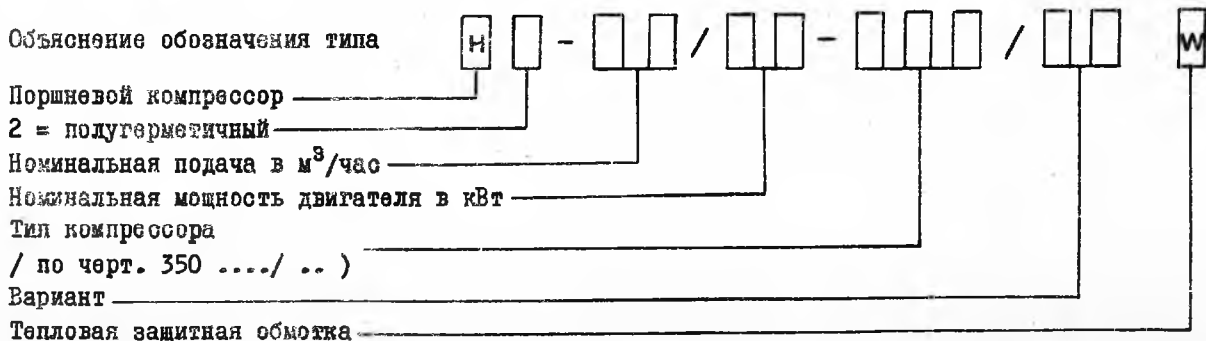 Объяснение обозначения типа H - / - / W
Поршневой компрессор
2 = полугерметичный
Номинальная подача в м³/час
Номинальная мощность двигателя в кВт
Тип компрессора
/ по черт. 350 ..../ .. )
Вариант
Тепловая защитная обмотка